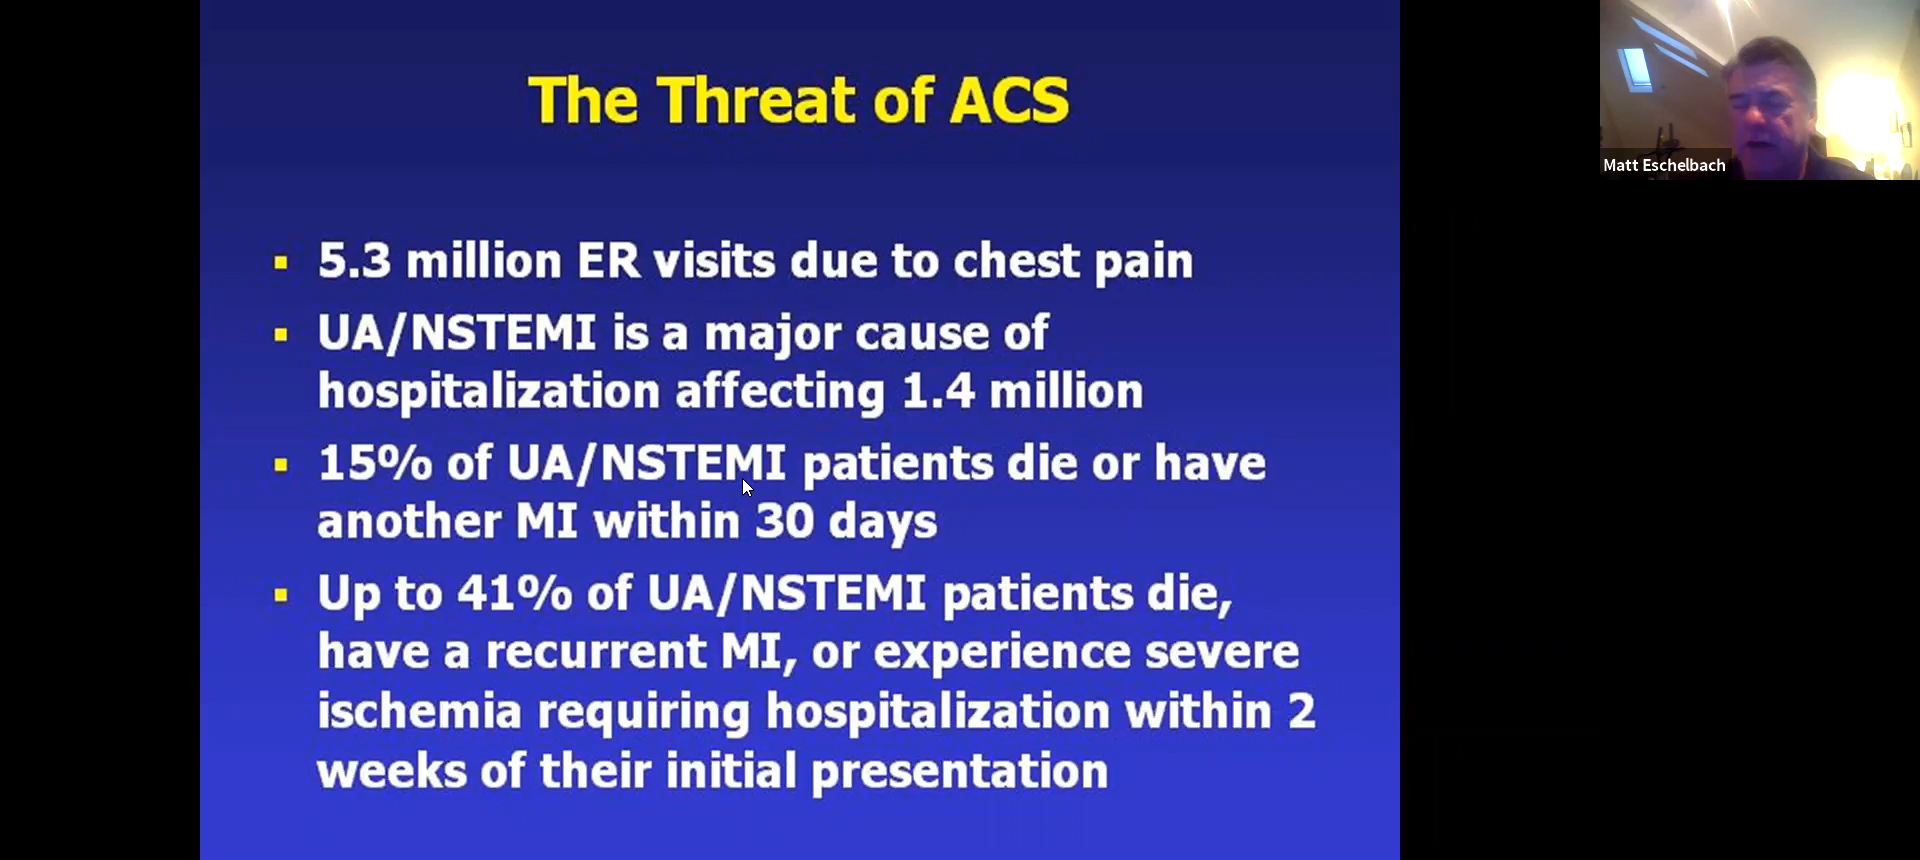 The Threat of ACS
5.3 million ER visits due to chest pain
UA/NSTEMI is a major cause of
hospitalization affecting 1.4 million
15% of UA/NSTEMI patients die or have
another MI within 30 days
Up to 41% of UA/NSTEMI patients die,
have a recurrent MI, or experience severe
ischemia requiring hospitalization within 2
weeks of their initial presentation
Matt Eschelbach